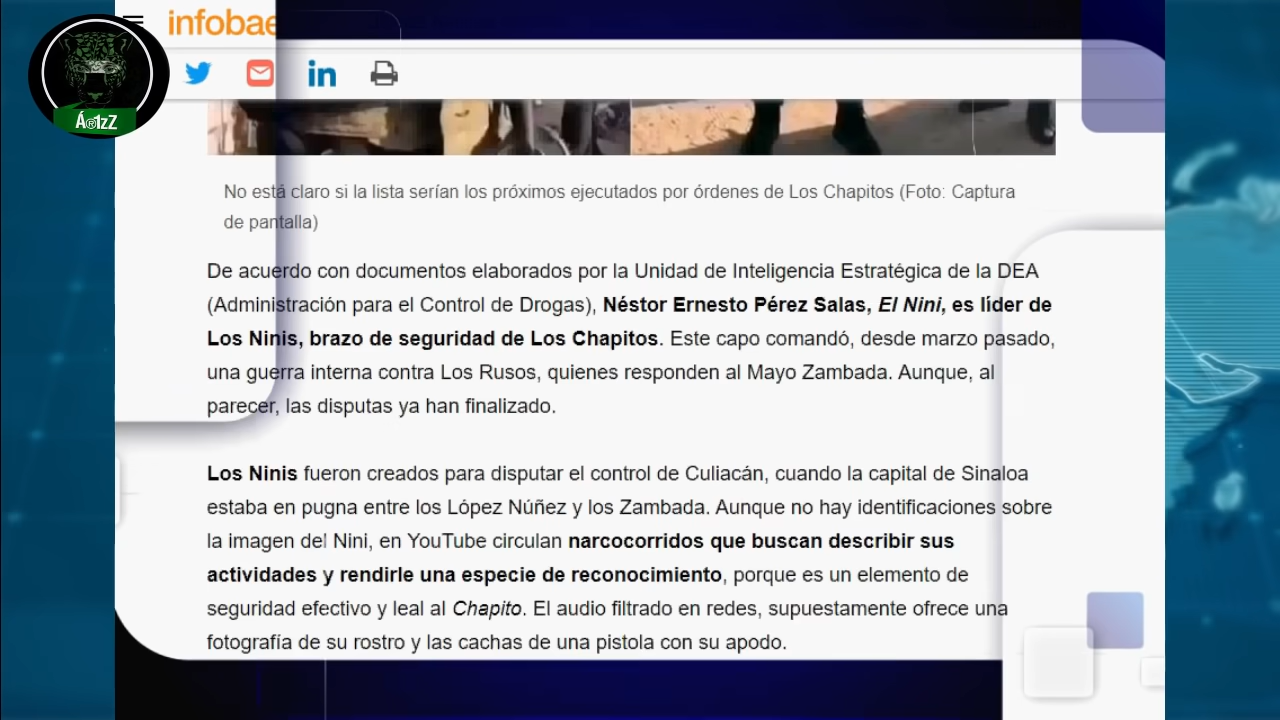 infobae
Á®1zZ
No está claro si la lista serían los próximos ejecutados por órdenes de Los Chapitos (Foto: Captura
de pantalla)
De acuerdo con documentos elaborados por la Unidad de Inteligencia Estratégica de la DEA
(Administración para el Control de Drogas), Néstor Ernesto Pérez Salas, El Nini, es líder de
Los Ninis, brazo de seguridad de Los Chapitos. Este capo comandó, desde marzo pasado,
una guerra interna contra Los Rusos, quienes responden al Mayo Zambada. Aunque, al
parecer, las disputas ya han finalizado.
Los Ninis fueron creados para disputar el control de Culiacán, cuando la capital de Sinaloa
estaba en pugna entre los López Núñez y los Zambada. Aunque no hay identificaciones sobre
la imagen del Nini, en YouTube circulan narcocorridos que buscan describir sus
actividades y rendirle una especie de reconocimiento, porque es un elemento de
seguridad efectivo y leal al Chapito. El audio filtrado en redes, supuestamente ofrece una
fotografía de su rostro y las cachas de una pistola con su apodo.